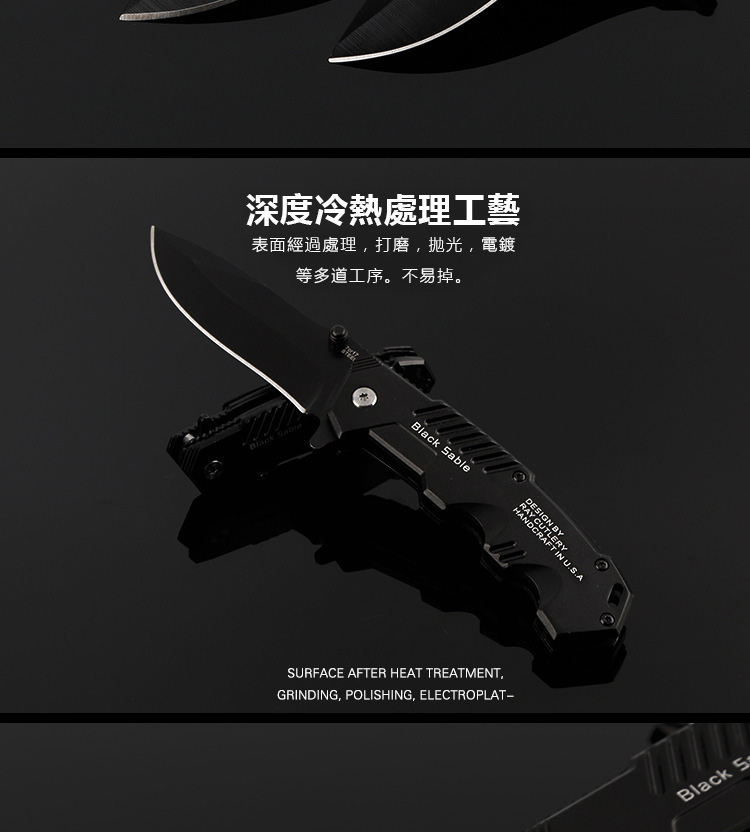 深度冷熱處理工藝
表面經過處理，打磨，拋光，電鍍
等多道工序。不易掉。
7cr17
STEEL
Black Sable
Black Sable
DESIGN BY
RAY CUTLERY
HANDCRAFT IN U.S.A
SURFACE AFTER HEAT TREATMENT,
GRINDING, POLISHING, ELECTROPLAT–
Black